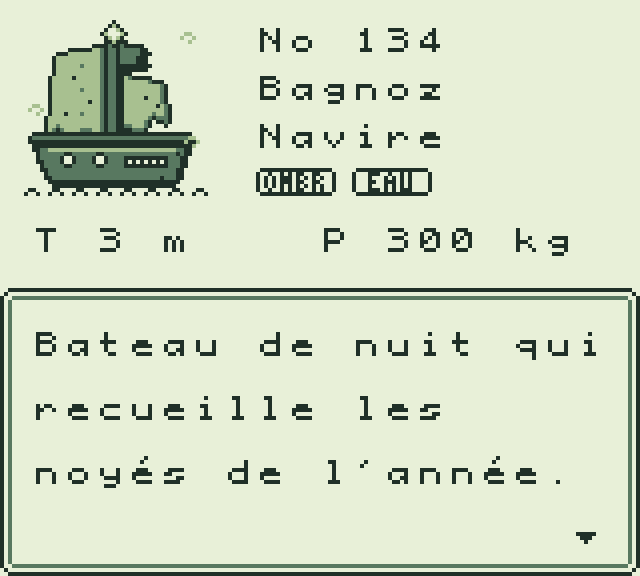 No 134
Bagnoz
Navire
OMBR EAU
T 3 m P 300 kg
Bateau de nuit qui
recueille les
noyés de l'année.